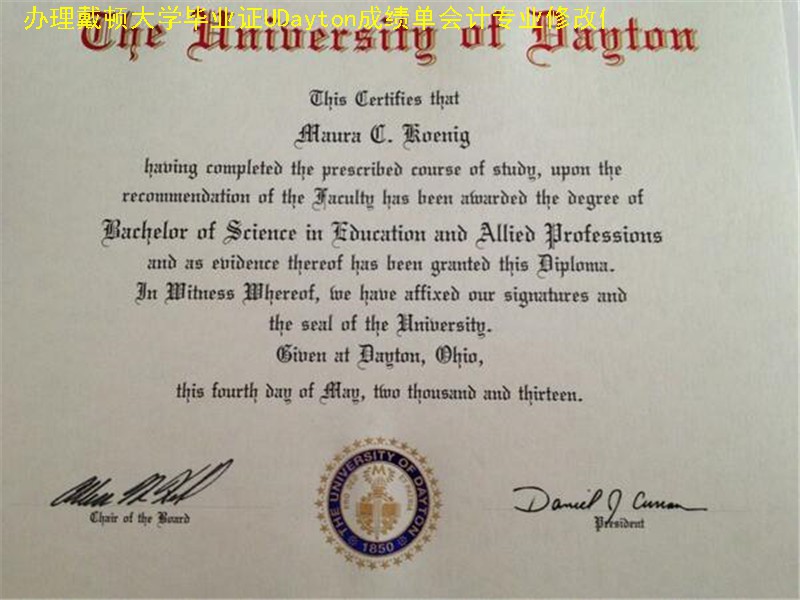 办理戴顿大学毕业证UDayton成绩单会计专业修改
The University of Dayton
This Certifies that
Maura C. Koenig
having completed the prescribed course of study, upon the
recommendation of the Faculty has been awarded the degree of
Bachelor of Science in Education and Allied Professions
and as evidence thereof has been granted this Diploma.
In Witness Whereof, we have affixed our signatures and
the seal of the University.
Given at Dayton, Ohio,
this fourth day of May, two thousand and thirteen.
THE UNIVERSITY OF DAYTON
1850
Daniel J. Curran
Chair of the Board
President